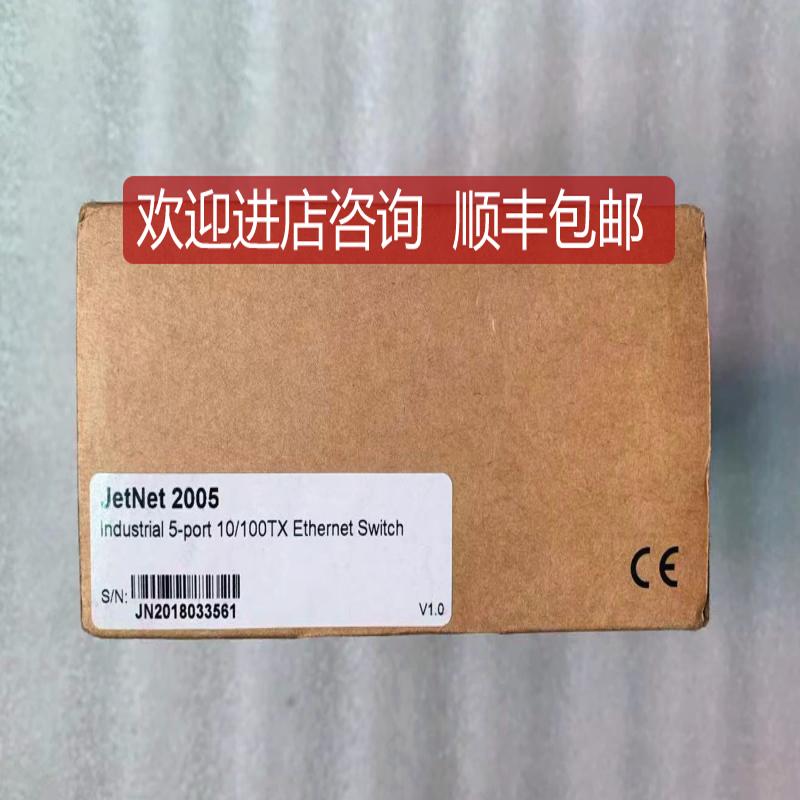 欢迎进店咨询 顺丰包邮
JetNet 2005
Industrial 5-port 10/100TX Ethernet Switch
S/N:
JN2018033561
V1.0
CE